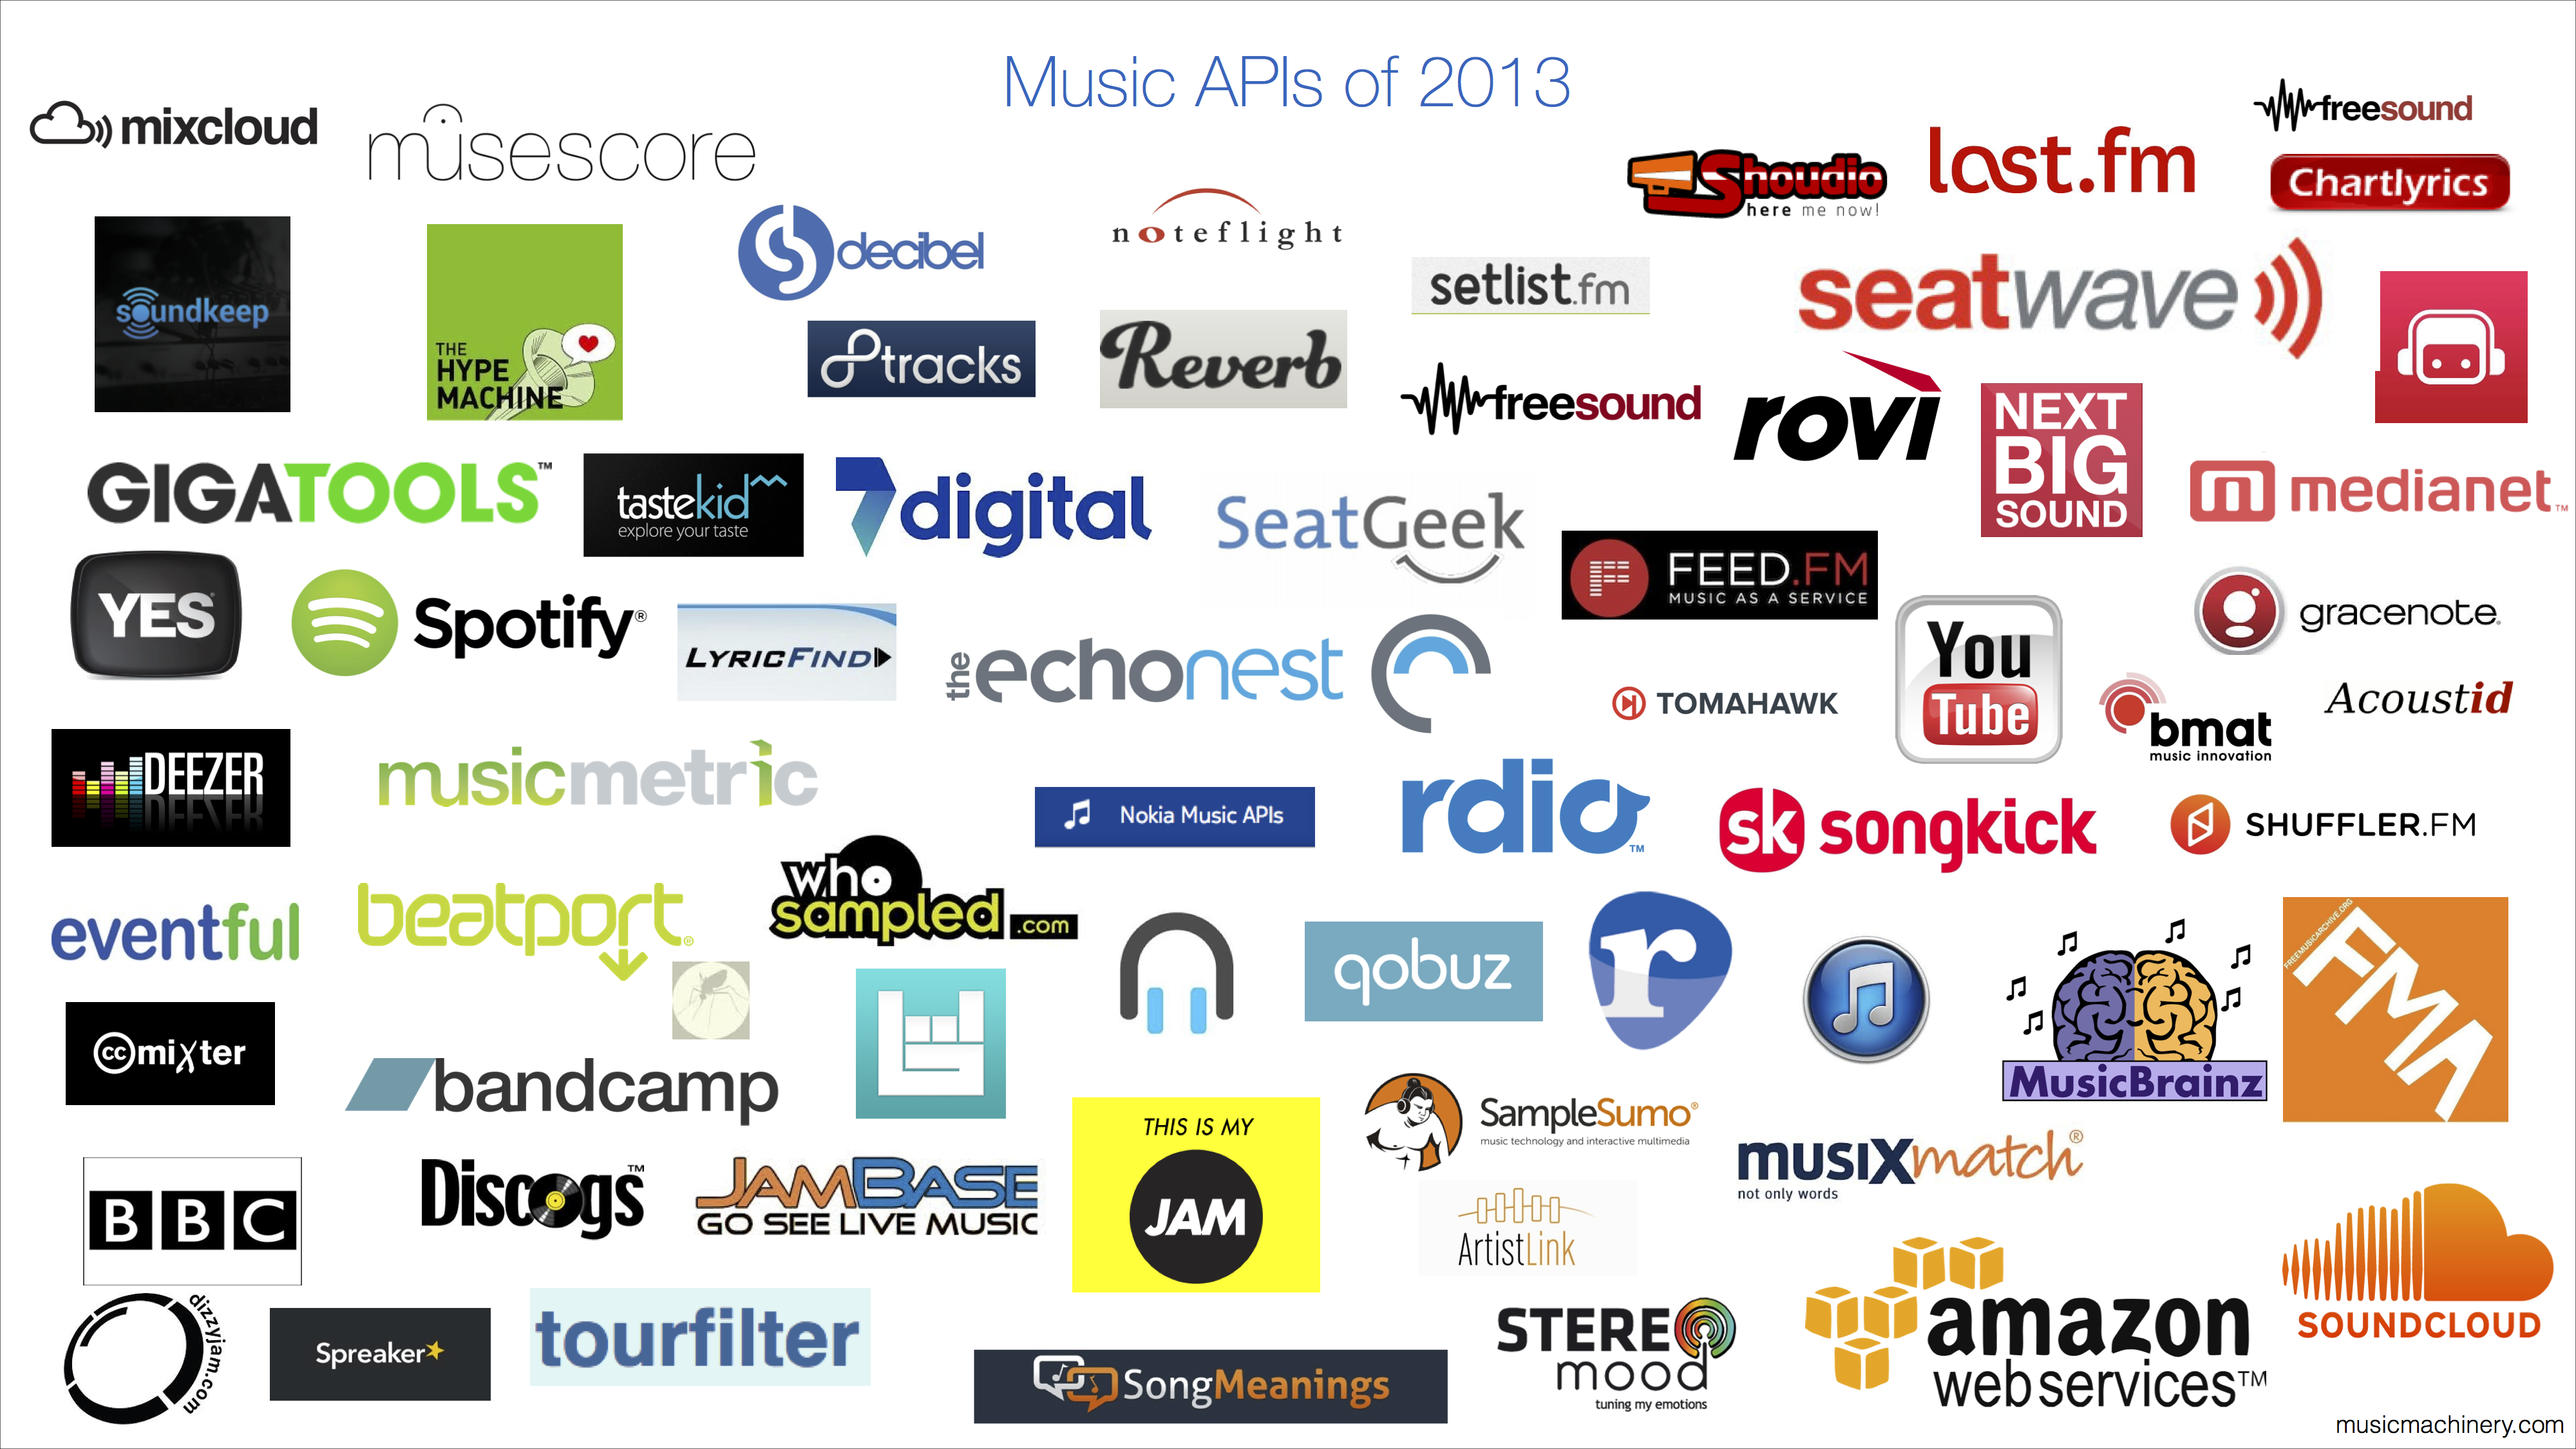 Music APIs of 2013
mixcloud
musescore
freesound
Shoudio
here me now!
last.fm
Chartlyrics
soundkeep
THE
HYPE
MACHINE
decibel
noteflight
setlist.fm
seatwave
8tracks
Reverb
freesound
rovi
NEXT
BIG
SOUND
GIGATOOLS™
tastekid
explore your taste
7digital
SeatGeek
medianet™
FEED.FM
MUSIC AS A SERVICE
YES
Spotify®
LYRICFIND
the echonest
You
Tube
gracenote®
TOMAHAWK
bmat
music innovation
Acoustid
DEEZER
musicmetric
Nokia Music APIs
rdio™
sk songkick
SHUFFLER.FM
eventful
beatport®
who
sampled.com
qobuz
r
FREEMUSICARCHIVE.ORG
FMA
MusicBrainz
cc mixter
bandcamp
THIS IS MY
JAM
SampleSumo®
music technology and interactive multimedia
musiXmatch®
not only words
BBC
Discogs™
JAMBASE
GO SEE LIVE MUSIC
ArtistLink
SOUNDCLOUD
dizzyjam.com
Spreaker
tourfilter
SongMeanings
STEREO
mood
tuning my emotions
amazon
webservices™
musicmachinery.com